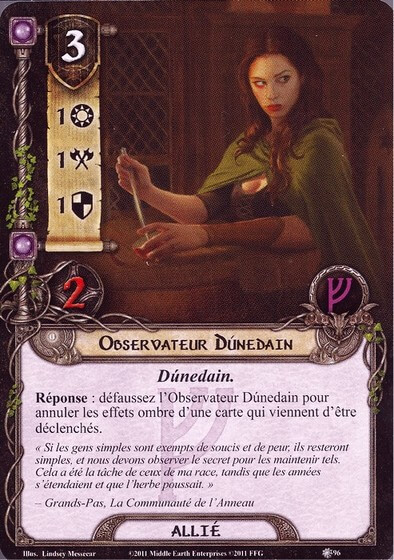 3
1
1
1
2
OBSERVATEUR DÚNEDAIN
Dúnedain.
Réponse : défaussez l'Observateur Dúnedain pour
annuler les effets ombre d'une carte qui viennent d'être
déclenchés.
« Si les gens simples sont exempts de soucis et de peur, ils resteront
simples, et nous devons observer le secret pour les maintenir tels.
Cela a été la tâche de ceux de ma race, tandis que les années
s'étendaient et que l'herbe poussait. »
– Grands-Pas, La Communauté de l'Anneau
ALLIÉ
Illus. Lindsey Messecar ©2011 Middle Earth Enterprises ©2011 FFG 96